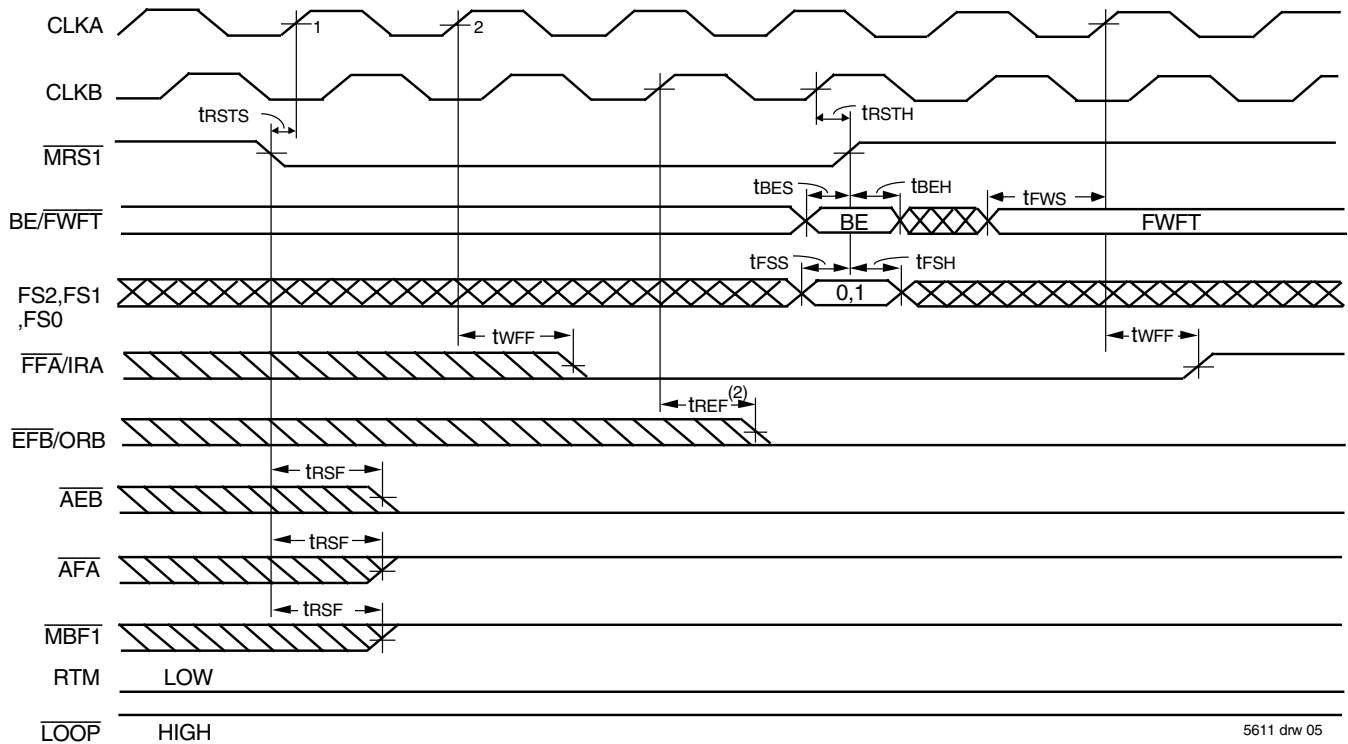 CLKA
1
2
CLKB
tRSTS
tRSTH
MRS1
tBES
tBEH
tFWS
BE/FWFT
BE
FWFT
tFSS
tFSH
FS2,FS1
,FS0
0,1
tWFF
tWFF
FFA/IRA
tREF(2)
EFB/ORB
tRSF
AEB
tRSF
AFA
tRSF
MBF1
RTM LOW
LOOP HIGH
5611 drw 05